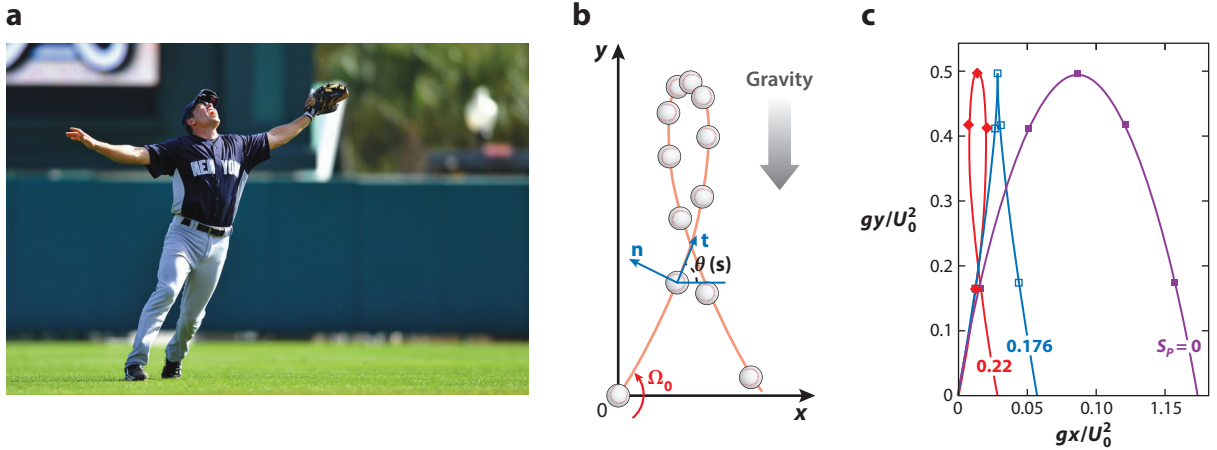 a
NEW YORK
b
y
Gravity
n
t
θ (s)
Ω₀
0
x
c
gy/U₀²
0.5
0.4
0.3
0.2
0.1
0
0.22
0.176
Sₚ = 0
0
0.05
0.10
1.15
gx/U₀²